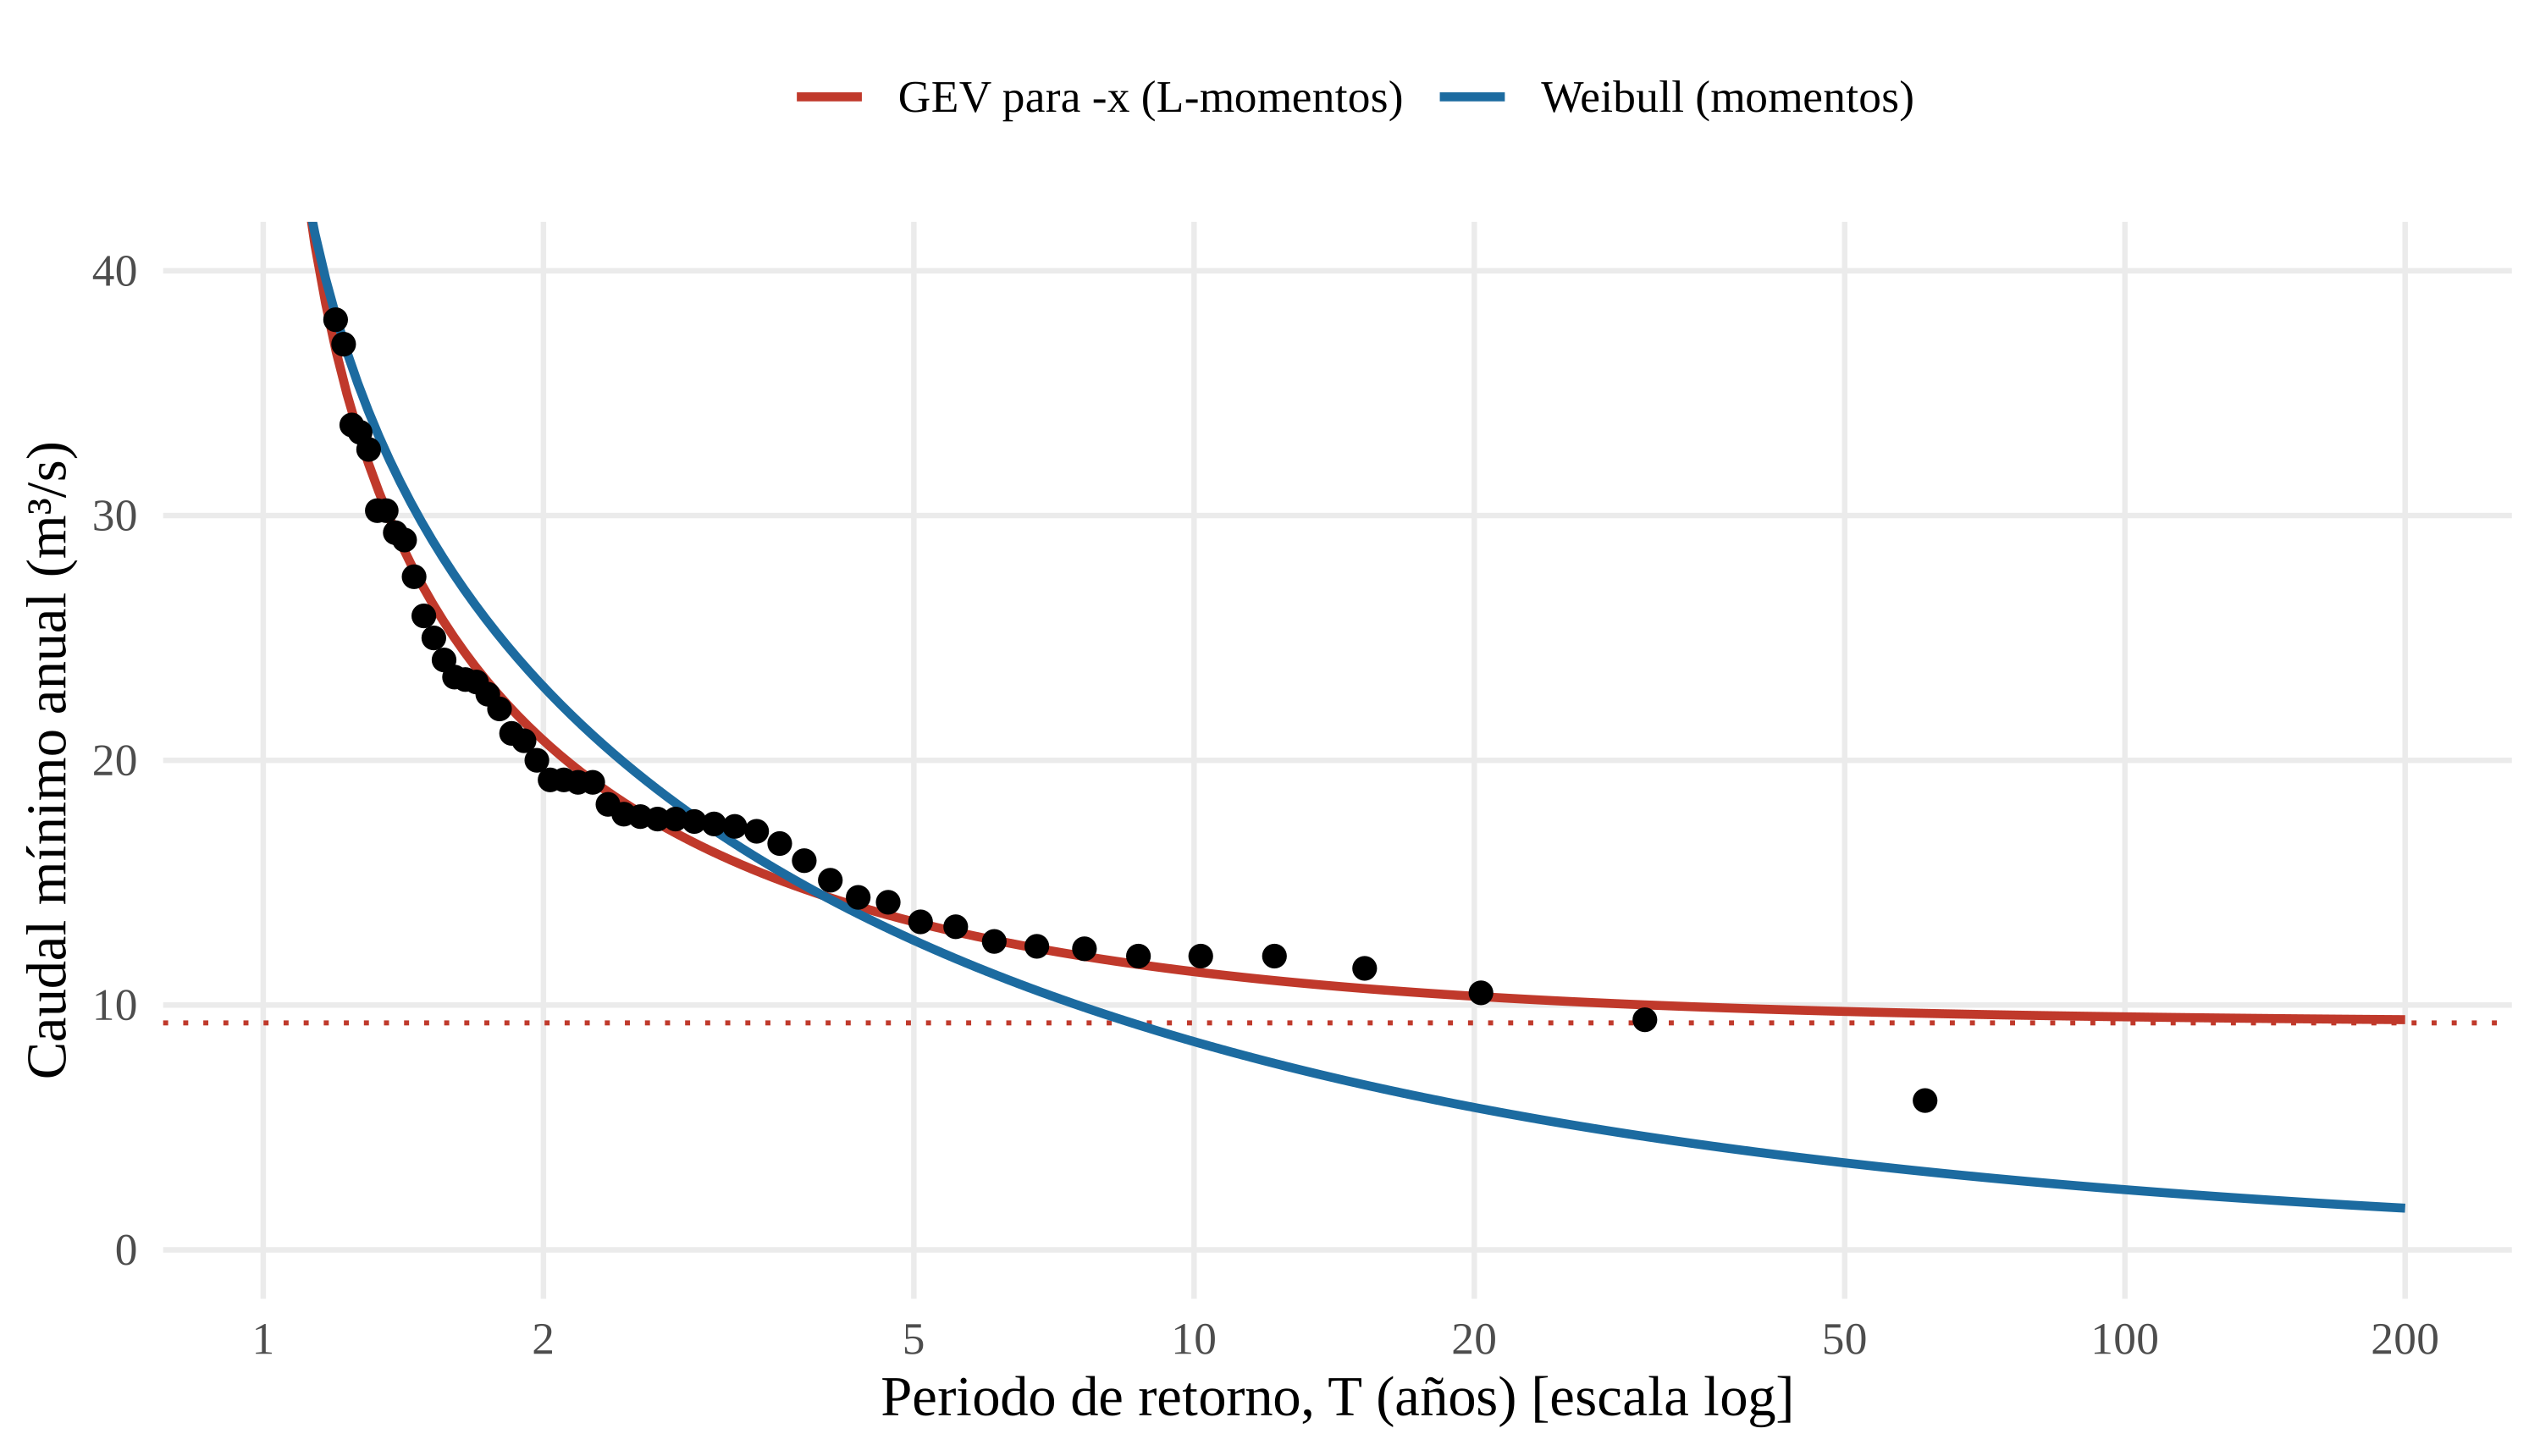 GEV para -x (L-momentos) Weibull (momentos)
Caudal mínimo anual (m³/s)
40
30
20
10
0
1 2 5 10 20 50 100 200
Periodo de retorno, T (años) [escala log]